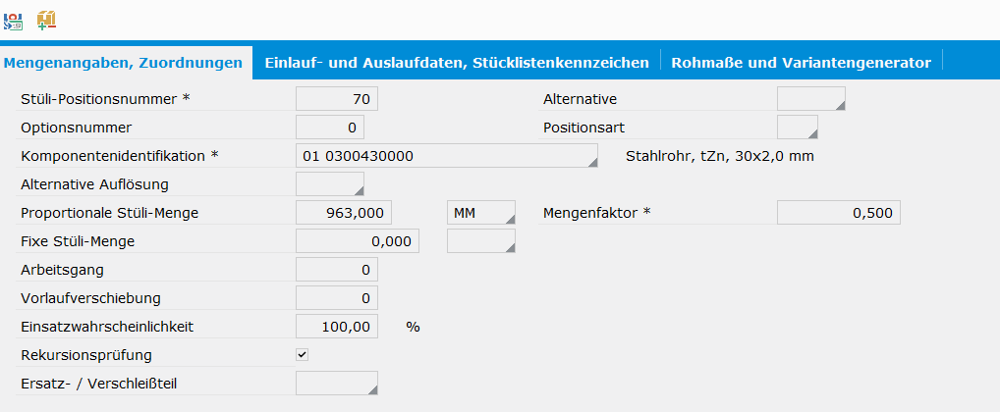 Mengenangaben, Zuordnungen Einlauf- und Auslaufdaten, Stücklistenkennzeichen Rohmaße und Variantengenerator
Stüli-Positionsnummer * 70 Alternative
Optionsnummer 0 Positionsart
Komponentenidentifikation * 01 0300430000 Stahlrohr, tZn, 30x2,0 mm
Alternative Auflösung
Proportionale Stüli-Menge 963,000 MM Mengenfaktor * 0,500
Fixe Stüli-Menge 0,000
Arbeitsgang 0
Vorlaufverschiebung 0
Einsatzwahrscheinlichkeit 100,00 %
Rekursionsprüfung
Ersatz- / Verschleißteil